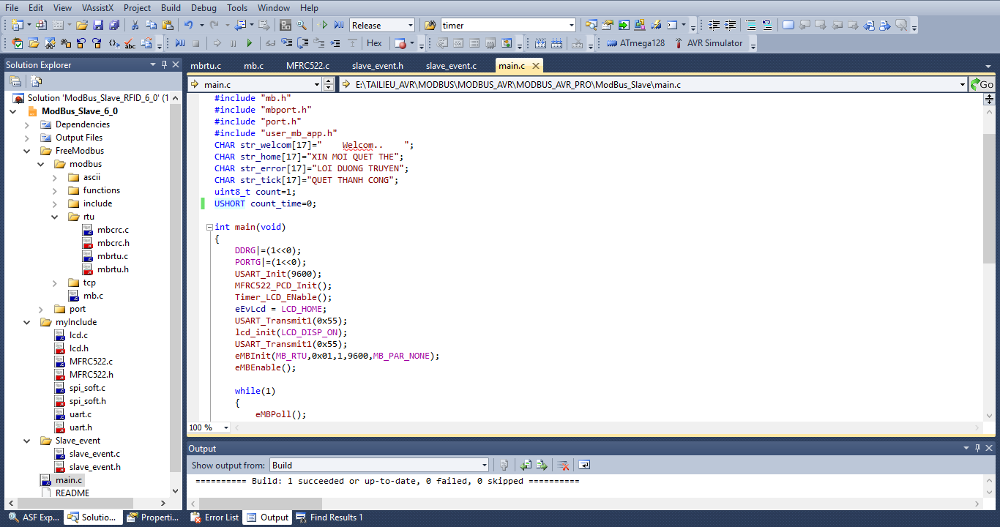 File Edit View VAssistX Project Build Debug Tools Window Help
Release timer
Hex ATmega128 AVR Simulator
Solution Explorer
mbrtu.c mb.c MFRC522.c slave_event.h slave_event.c main.c
main.c E:\TAILIEU_AVR\MODBUS\MODBUS_AVR\MODBUS_AVR_PRO\ModBus_Slave\main.c Go
Solution 'ModBus_Slave_RFID_6_0' (1
ModBus_Slave_6_0
Dependencies
Output Files
FreeModbus
modbus
ascii
functions
include
rtu
mbcrc.c
mbcrc.h
mbrtu.c
mbrtu.h
tcp
mb.c
port
myInclude
lcd.c
lcd.h
MFRC522.c
MFRC522.h
spi_soft.c
spi_soft.h
uart.c
uart.h
Slave_event
slave_event.c
slave_event.h
main.c
README
#include "mb.h"
#include "mbport.h"
#include "port.h"
#include "user_mb_app.h"
CHAR str_welcom[17]="    Welcom..    ";
CHAR str_home[17]="XIN MOI QUET THE";
CHAR str_error[17]="LOI DUONG TRUYEN";
CHAR str_tick[17]="QUET THANH CONG";
uint8_t count=1;
USHORT count_time=0;
int main(void)
{
DDRG|=(1<<0);
PORTG|=(1<<0);
USART_Init(9600);
MFRC522_PCD_Init();
Timer_LCD_ENable();
eEvLcd = LCD_HOME;
USART_Transmit1(0x55);
lcd_init(LCD_DISP_ON);
USART_Transmit1(0x55);
eMBInit(MB_RTU,0x01,1,9600,MB_PAR_NONE);
eMBEnable();
while(1)
{
eMBPoll();
100 %
Output
Show output from: Build
========== Build: 1 succeeded or up-to-date, 0 failed, 0 skipped ==========
ASF Exp... Solutio... Properti... Error List Output Find Results 1